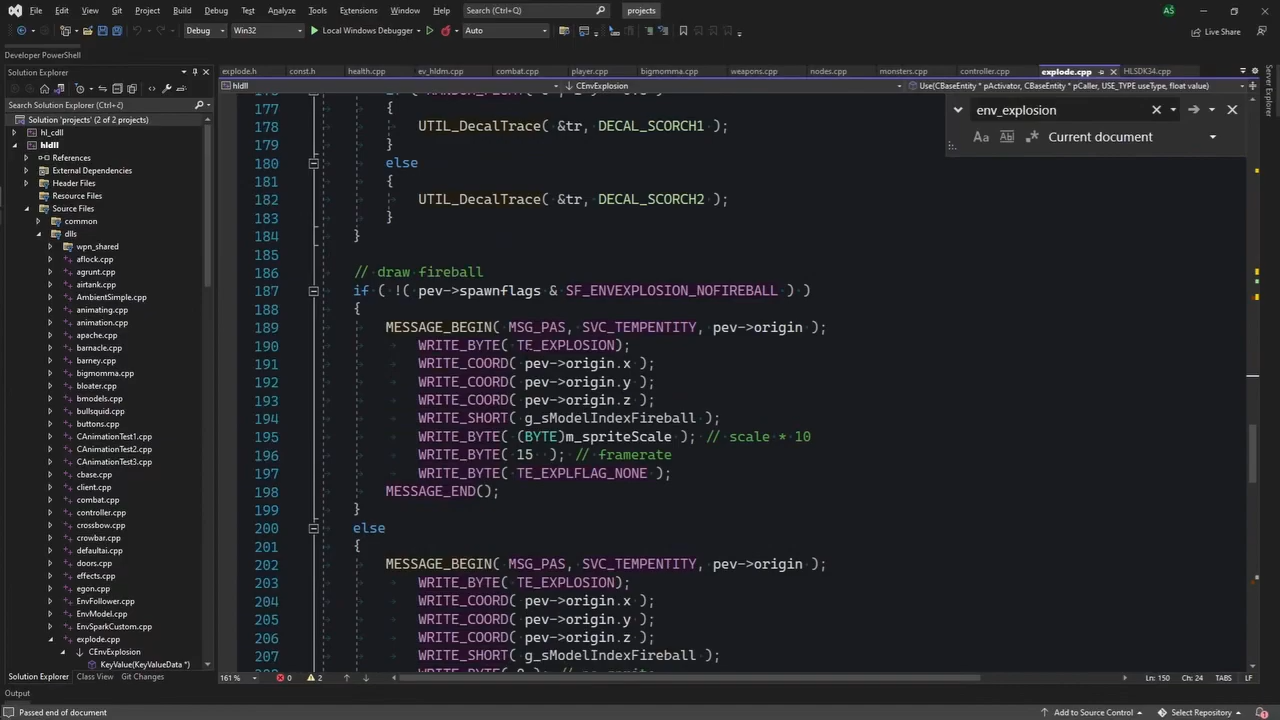 File Edit View Git Project Build Debug Test Analyze Tools Extensions Window Help Search (Ctrl+Q) projects AS
Debug Win32 Local Windows Debugger Auto Live Share
Developer PowerShell
Solution Explorer
Search Solution Explorer (Ctrl+č)
Solution 'projects' (2 of 2 projects)
hl_cdll
hldll
References
External Dependencies
Header Files
Resource Files
Source Files
common
dlls
wpn_shared
aflock.cpp
agrunt.cpp
airtank.cpp
AmbientSimple.cpp
animating.cpp
animation.cpp
apache.cpp
barnacle.cpp
barney.cpp
bigmomma.cpp
bloater.cpp
bmodels.cpp
bullsquid.cpp
buttons.cpp
CAnimationTest1.cpp
CAnimationTest2.cpp
CAnimationTest3.cpp
cbase.cpp
client.cpp
combat.cpp
controller.cpp
crossbow.cpp
crowbar.cpp
defaultai.cpp
doors.cpp
effects.cpp
egon.cpp
EnvFollower.cpp
EnvModel.cpp
EnvSparkCustom.cpp
explode.cpp
CEnvExplosion
KeyValue(KeyValueData *)
Solution Explorer Class View Git Changes
explode.h const.h health.cpp ev_hldm.cpp combat.cpp player.cpp bigmomma.cpp weapons.cpp nodes.cpp monsters.cpp controller.cpp explode.cpp HLSDK34.cpp
hldll CEnvExplosion Use(CBaseEntity * pActivator, CBaseEntity * pCaller, USE_TYPE useType, float value)
env_explosion
Aa Ab .* Current document
177 {
178 UTIL_DecalTrace( &tr, DECAL_SCORCH1 );
179 }
180 else
181 {
182 UTIL_DecalTrace( &tr, DECAL_SCORCH2 );
183 }
184 }
185
186 // draw fireball
187 if ( !( pev->spawnflags & SF_ENVEXPLOSION_NOFIREBALL ) )
188 {
189 MESSAGE_BEGIN( MSG_PAS, SVC_TEMPENTITY, pev->origin );
190 WRITE_BYTE( TE_EXPLOSION);
191 WRITE_COORD( pev->origin.x );
192 WRITE_COORD( pev->origin.y );
193 WRITE_COORD( pev->origin.z );
194 WRITE_SHORT( g_sModelIndexFireball );
195 WRITE_BYTE( (BYTE)m_spriteScale ); // scale * 10
196 WRITE_BYTE( 15 ); // framerate
197 WRITE_BYTE( TE_EXPLFLAG_NONE );
198 MESSAGE_END();
199 }
200 else
201 {
202 MESSAGE_BEGIN( MSG_PAS, SVC_TEMPENTITY, pev->origin );
203 WRITE_BYTE( TE_EXPLOSION);
204 WRITE_COORD( pev->origin.x );
205 WRITE_COORD( pev->origin.y );
206 WRITE_COORD( pev->origin.z );
207 WRITE_SHORT( g_sModelIndexFireball );
161 % 0 2 Ln: 150 Ch: 24 TABS LF
Output
Passed end of document Add to Source Control Select Repository
Server Explorer